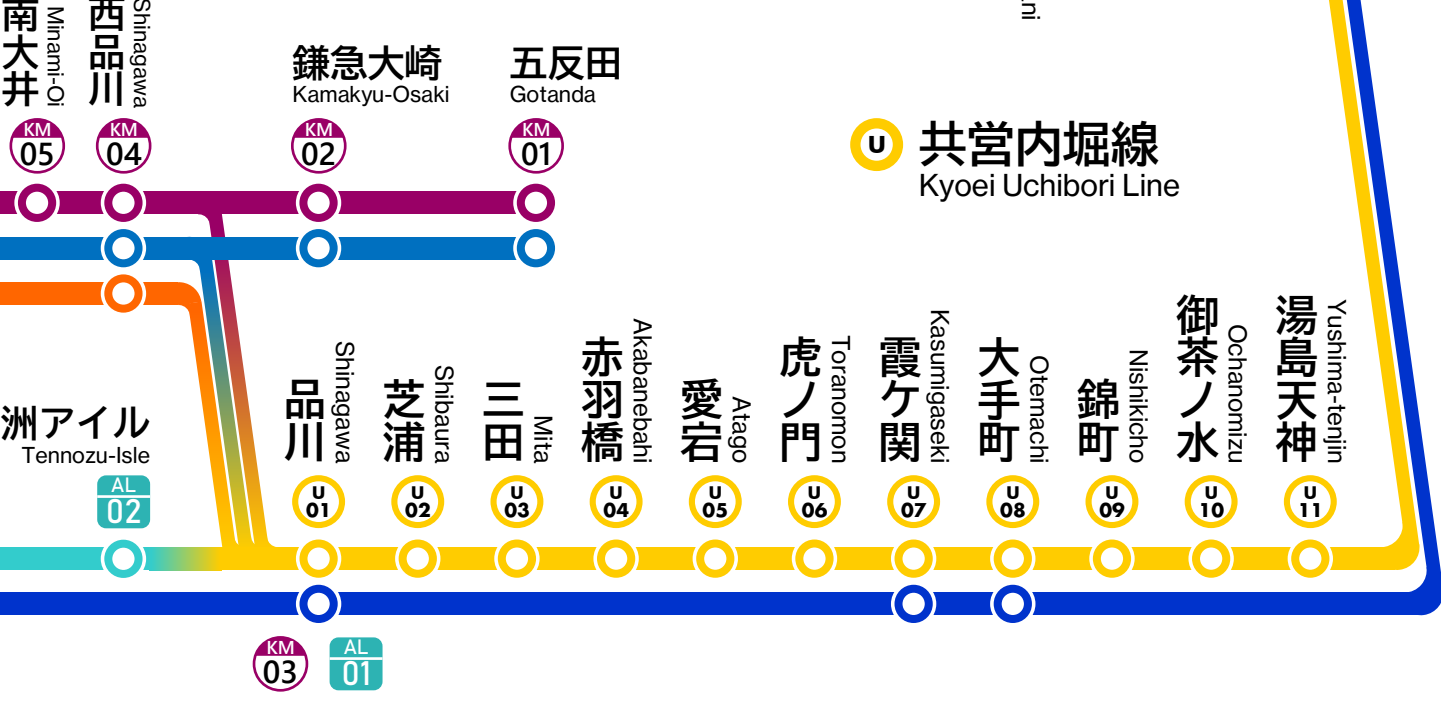 南大井
Minami-Oi
KM
05
西品川
Shinagawa
KM
04
鎌急大崎
Kamakyu-Osaki
KM
02
五反田
Gotanda
KM
01
ni
U 共営内堀線
Kyoei Uchibori Line
洲アイル
Tennozu-Isle
AL
02
品川
Shinagawa
U
01
芝浦
Shibaura
U
02
三田
Mita
U
03
赤羽橋
Akabanebahi
U
04
愛宕
Atago
U
05
虎ノ門
Toranomon
U
06
霞ケ関
Kasumigaseki
U
07
大手町
Otemachi
U
08
錦町
Nishikicho
U
09
御茶ノ水
Ochanomizu
U
10
湯島天神
Yushima-tenjin
U
11
KM
03
AL
01